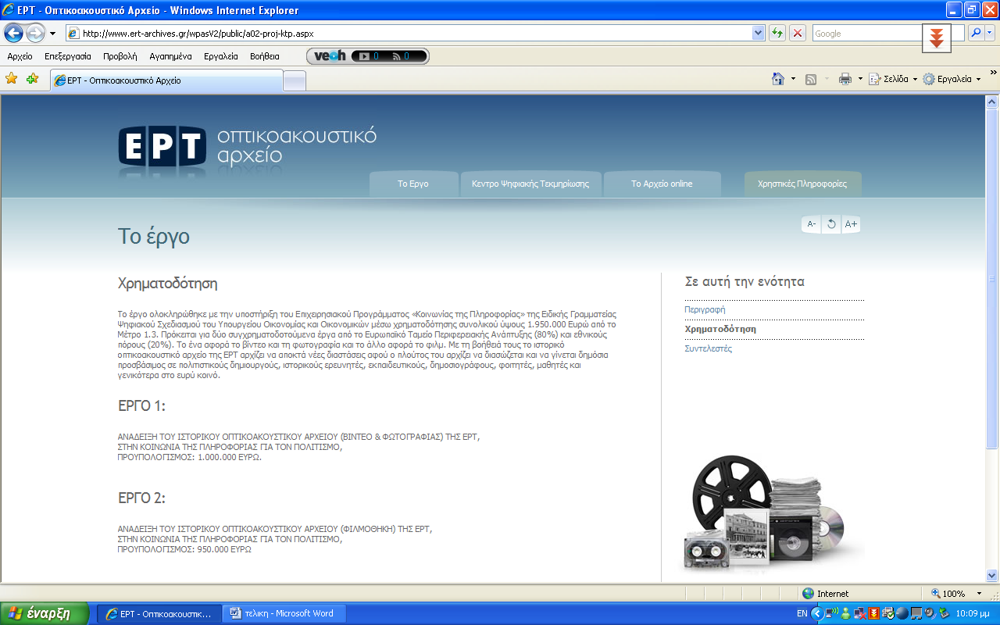 ΕΡΤ - Οπτικοακουστικό Αρχείο - Windows Internet Explorer
http://www.ert-archives.gr/wpasV2/public/a02-proj-ktp.aspx
Google
Αρχείο Επεξεργασία Προβολή Αγαπημένα Εργαλεία Βοήθεια
veoh 0 0
ΕΡΤ - Οπτικοακουστικό Αρχείο
Σελίδα Εργαλεία
ΕΡΤ οπτικοακουστικό
αρχείο
Το Εργο Κεντρο Ψηφιακής Τεκμηρίωσης Το Αρχείο online Χρηστικές Πληροφορίες
A- A+
Το έργο
Χρηματοδότηση
Το έργο ολοκληρώθηκε με την υποστήριξη του Επιχειρησιακού Προγράμματος «Κοινωνίας της Πληροφορίας» της Ειδικής Γραμματείας
Ψηφιακού Σχεδιασμού του Υπουργείου Οικονομίας και Οικονομικών μέσω χρηματοδότησης συνολικού ύψους 1.950.000 Ευρώ από το
Μέτρο 1.3. Πρόκειται για δύο συγχρηματοδοτούμενα έργα από το Ευρωπαϊκό Ταμείο Περιφερειακής Ανάπτυξης (80%) και εθνικούς
πόρους (20%). Το ένα αφορά το βίντεο και τη φωτογραφία και το άλλο αφορά το φιλμ. Με τη βοήθειά τους το ιστορικό
οπτικοακουστικό αρχείο της ΕΡΤ αρχίζει να αποκτά νέες διαστάσεις αφού ο πλούτος του αρχίζει να διασώζεται και να γίνεται δημόσια
προσβάσιμος σε πολιτιστικούς δημιουργούς, ιστορικούς ερευνητές, εκπαιδευτικούς, δημοσιογράφους, φοιτητές, μαθητές και
γενικότερα στο ευρύ κοινό.
ΕΡΓΟ 1:
ΑΝΑΔΕΙΞΗ ΤΟΥ ΙΣΤΟΡΙΚΟΥ ΟΠΤΙΚΟΑΚΟΥΣΤΙΚΟΥ ΑΡΧΕΙΟΥ (ΒΙΝΤΕΟ & ΦΩΤΟΓΡΑΦΙΑΣ) ΤΗΣ ΕΡΤ,
ΣΤΗΝ ΚΟΙΝΩΝΙΑ ΤΗΣ ΠΛΗΡΟΦΟΡΙΑΣ ΓΙΑ ΤΟΝ ΠΟΛΙΤΙΣΜΟ,
ΠΡΟΥΠΟΛΟΓΙΣΜΟΣ: 1.000.000 ΕΥΡΩ.
ΕΡΓΟ 2:
ΑΝΑΔΕΙΞΗ ΤΟΥ ΙΣΤΟΡΙΚΟΥ ΟΠΤΙΚΟΑΚΟΥΣΤΙΚΟΥ ΑΡΧΕΙΟΥ (ΦΙΛΜΟΘΗΚΗ) ΤΗΣ ΕΡΤ,
ΣΤΗΝ ΚΟΙΝΩΝΙΑ ΤΗΣ ΠΛΗΡΟΦΟΡΙΑΣ ΓΙΑ ΤΟΝ ΠΟΛΙΤΙΣΜΟ,
ΠΡΟΥΠΟΛΟΓΙΣΜΟΣ: 950.000 ΕΥΡΩ
Σε αυτή την ενότητα
Περιγραφή
Χρηματοδότηση
Συντελεστές
Internet 100%
έναρξη ΕΡΤ - Οπτικοακουστικ... τελικη - Microsoft Word EN 10:09 μμ